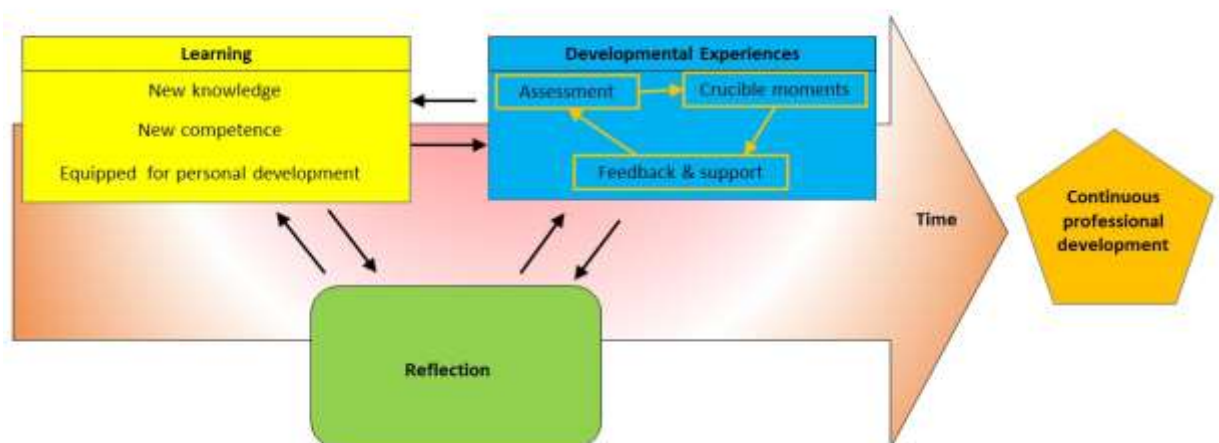 Learning
New knowledge
New competence
Equipped for personal development
Developmental Experiences
Assessment
Crucible moments
Feedback & support
Reflection
Time
Continuous
professional
development